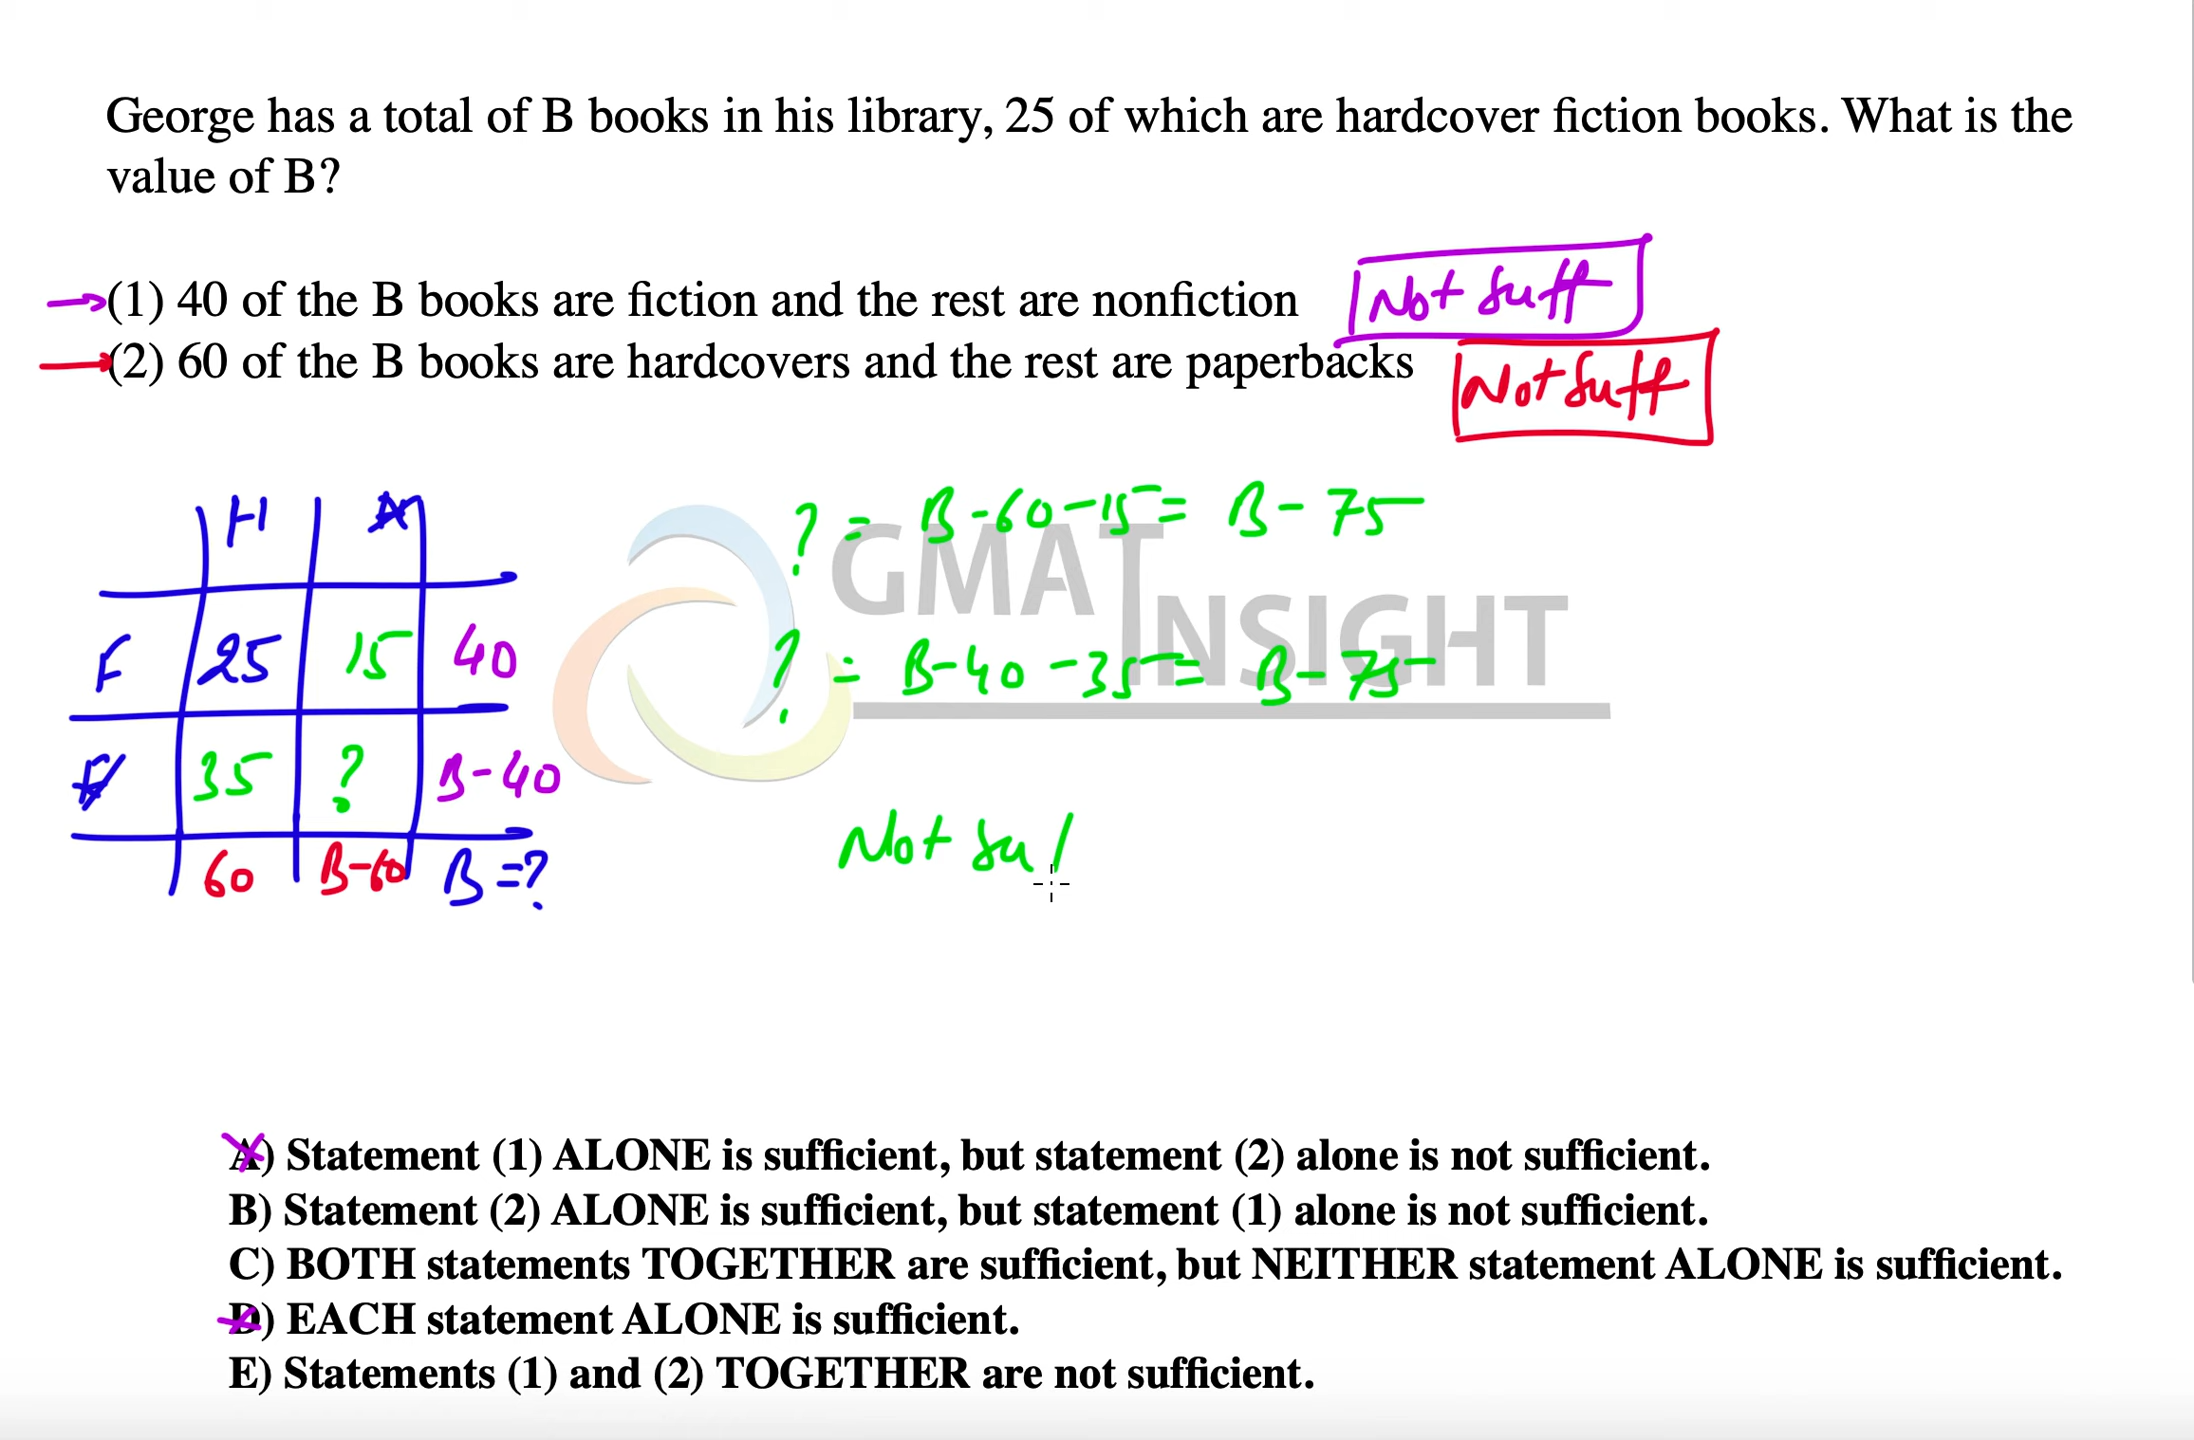 George has a total of B books in his library, 25 of which are hardcover fiction books. What is the
value of B?
(1) 40 of the B books are fiction and the rest are nonfiction Not Suff
(2) 60 of the B books are hardcovers and the rest are paperbacks Not Suff
H
? = B-60-15 = B-75
GMAT INSIGHT
F 25 15 40
? = B-40-35 = B-75
35 ? B-40
Not Su
60 B-60 B=?
A) Statement (1) ALONE is sufficient, but statement (2) alone is not sufficient.
B) Statement (2) ALONE is sufficient, but statement (1) alone is not sufficient.
C) BOTH statements TOGETHER are sufficient, but NEITHER statement ALONE is sufficient.
D) EACH statement ALONE is sufficient.
E) Statements (1) and (2) TOGETHER are not sufficient.